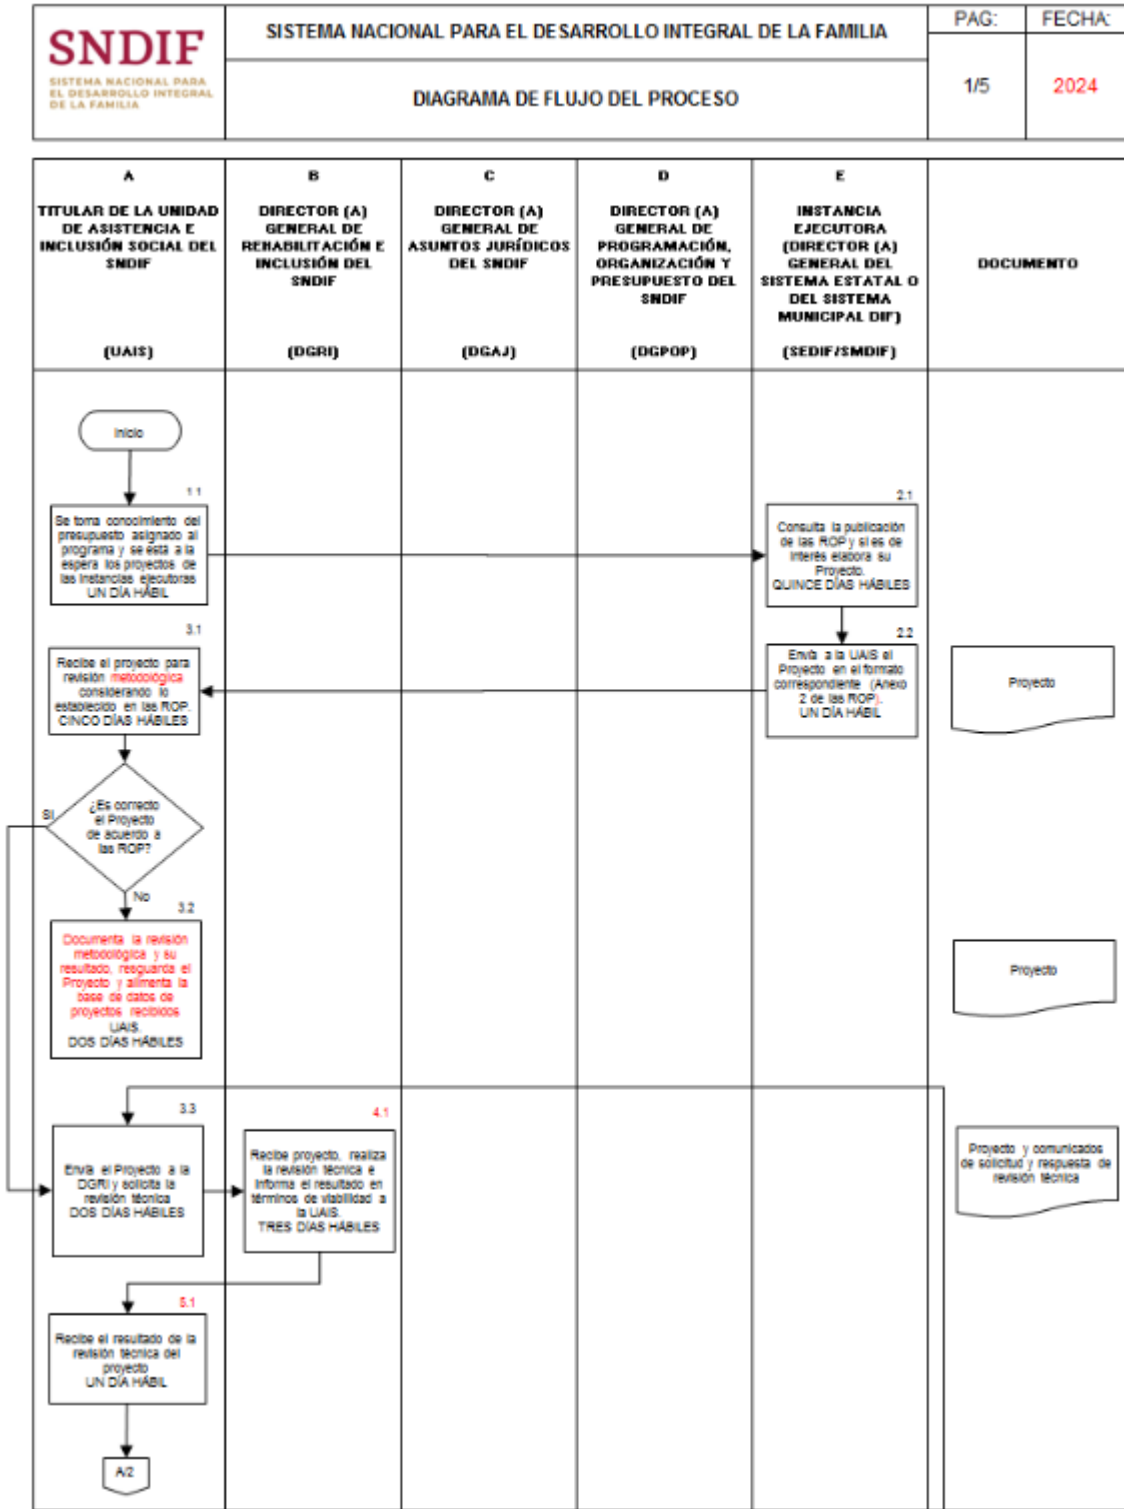 SNDIF
SISTEMA NACIONAL PARA
EL DESARROLLO INTEGRAL
DE LA FAMILIA
SISTEMA NACIONAL PARA EL DESARROLLO INTEGRAL DE LA FAMILIA
DIAGRAMA DE FLUJO DEL PROCESO
PAG:
FECHA:
1/5
2024
A
TITULAR DE LA UNIDAD
DE ASISTENCIA E
INCLUSIÓN SOCIAL DEL
SNDIF
(UAIS)
B
DIRECTOR (A)
GENERAL DE
REHABILITACIÓN E
INCLUSIÓN DEL
SNDIF
(DGRI)
C
DIRECTOR (A)
GENERAL DE
ASUNTOS JURÍDICOS
DEL SNDIF
(DGAJ)
D
DIRECTOR (A)
GENERAL DE
PROGRAMACIÓN,
ORGANIZACIÓN Y
PRESUPUESTO DEL
SNDIF
(DGPOP)
E
INSTANCIA
EJECUTORA
(DIRECTOR (A)
GENERAL DEL
SISTEMA ESTATAL O
DEL SISTEMA
MUNICIPAL DIF)
(SEDIF/SMDIF)
DOCUMENTO
Inicio
1.1
Se toma conocimiento del
presupuesto asignado al
programa y se está a la
espera los proyectos de
las instancias ejecutoras
UN DÍA HÁBIL
2.1
Consulta la publicación
de las ROP y si es de
interés elabora su
Proyecto.
QUINCE DÍAS HÁBILES
3.1
Recibe el proyecto para
revisión metodológica
considerando lo
establecido en las ROP.
CINCO DÍAS HÁBILES
2.2
Envía a la UAIS el
Proyecto en el formato
correspondiente (Anexo
2 de las ROP).
UN DÍA HÁBIL
Proyecto
¿Es correcto
el Proyecto
de acuerdo a
las ROP?
Si
No
3.2
Documenta la revisión
metodológica y su
resultado, resguarda el
Proyecto y alimenta la
base de datos de
proyectos recibidos
UAIS.
DOS DÍAS HÁBILES
Proyecto
3.3
Envía el Proyecto a la
DGRI y solicita la
revisión técnica
DOS DÍAS HÁBILES
4.1
Recibe proyecto, realiza
la revisión técnica e
informa el resultado en
términos de viabilidad a
la UAIS.
TRES DÍAS HÁBILES
Proyecto y comunicados
de solicitud y respuesta de
revisión técnica
5.1
Recibe el resultado de la
revisión técnica del
proyecto
UN DÍA HÁBIL
A/2